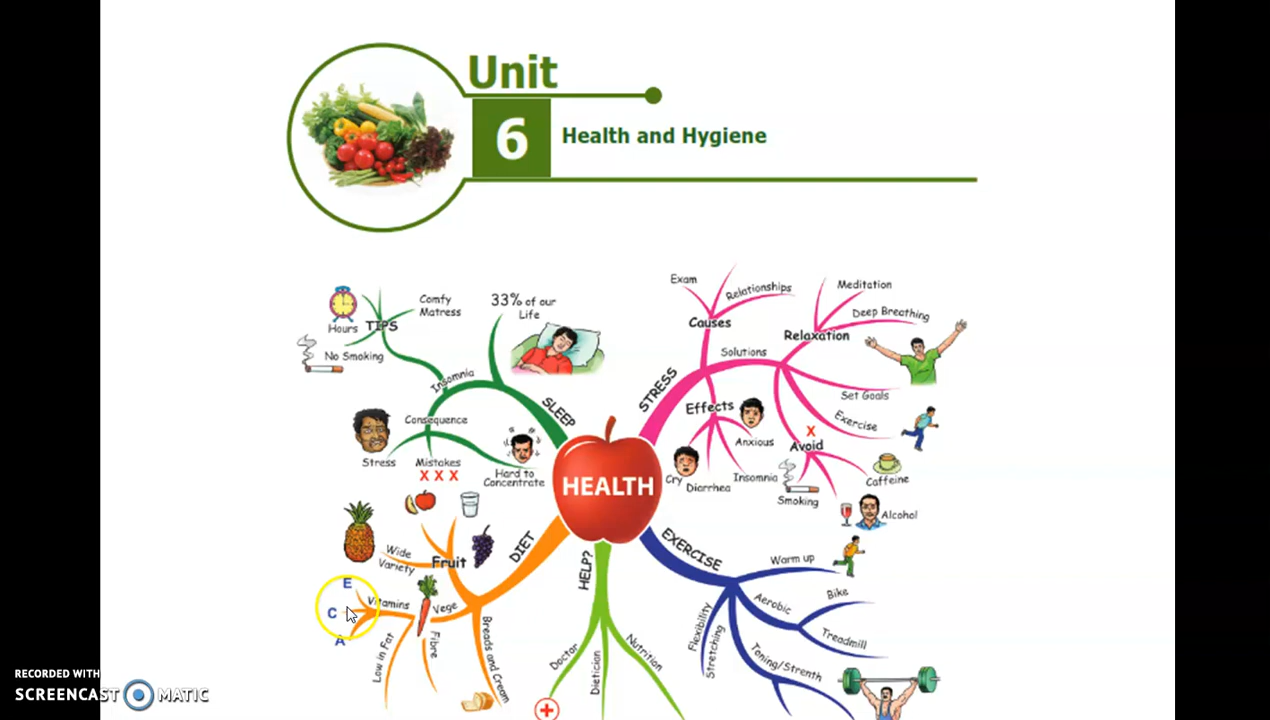 Unit
6
Health and Hygiene
Hours
TIPS
Comfy
Matress
No Smoking
33% of our
Life
Insomnia
SLEEP
Consequence
Stress
Mistakes
X X X
Hard to
Concentrate
Exam
Relationships
Causes
Meditation
Deep Breathing
Relaxation
Solutions
STRESS
Effects
Set Goals
Exercise
X
Avoid
Anxious
Cry
Diarrhea
Insomnia
Smoking
Caffeine
Alcohol
HEALTH
DIET
Fruit
Wide
Variety
E
Vitamins
C
A
Vege
Low in Fat
Fibre
Breads and Cream
HELP?
Doctor
Dietician
Nutrition
EXERCISE
Warm up
Aerobic
Bike
Treadmill
Flexibility
Stretching
Toning/Strenth
RECORDED WITH
SCREENCAST MATIC